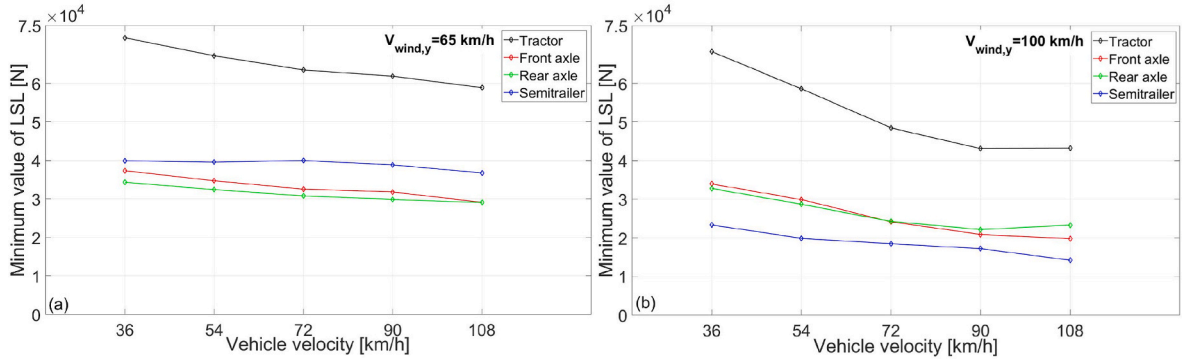 ×10⁴
7.5
6
5
4
3
2
1
0
Minimum value of LSL [N]
V_wind,y=65 km/h
Tractor
Front axle
Rear axle
Semitrailer
(a)
36 54 72 90 108
Vehicle velocity [km/h]
×10⁴
7.5
6
5
4
3
2
1
0
Minimum value of LSL [N]
V_wind,y=100 km/h
Tractor
Front axle
Rear axle
Semitrailer
(b)
36 54 72 90 108
Vehicle velocity [km/h]